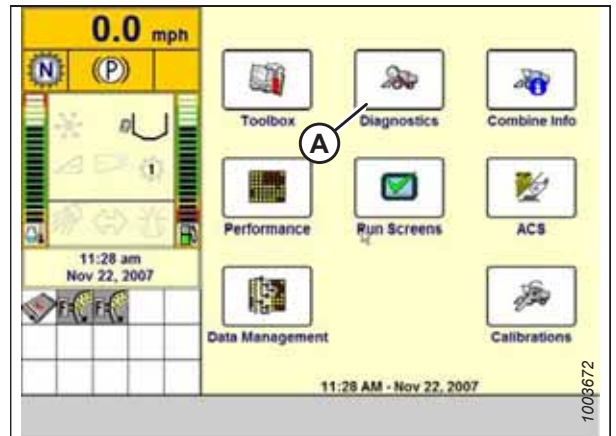 0.0 mph
N
(P)
1
11:28 am
Nov 22, 2007
F
F
Toolbox
Diagnostics
Combine Info
A
Performance
Run Screens
ACS
Data Management
Calibrations
11:28 AM - Nov 22, 2007
1003672